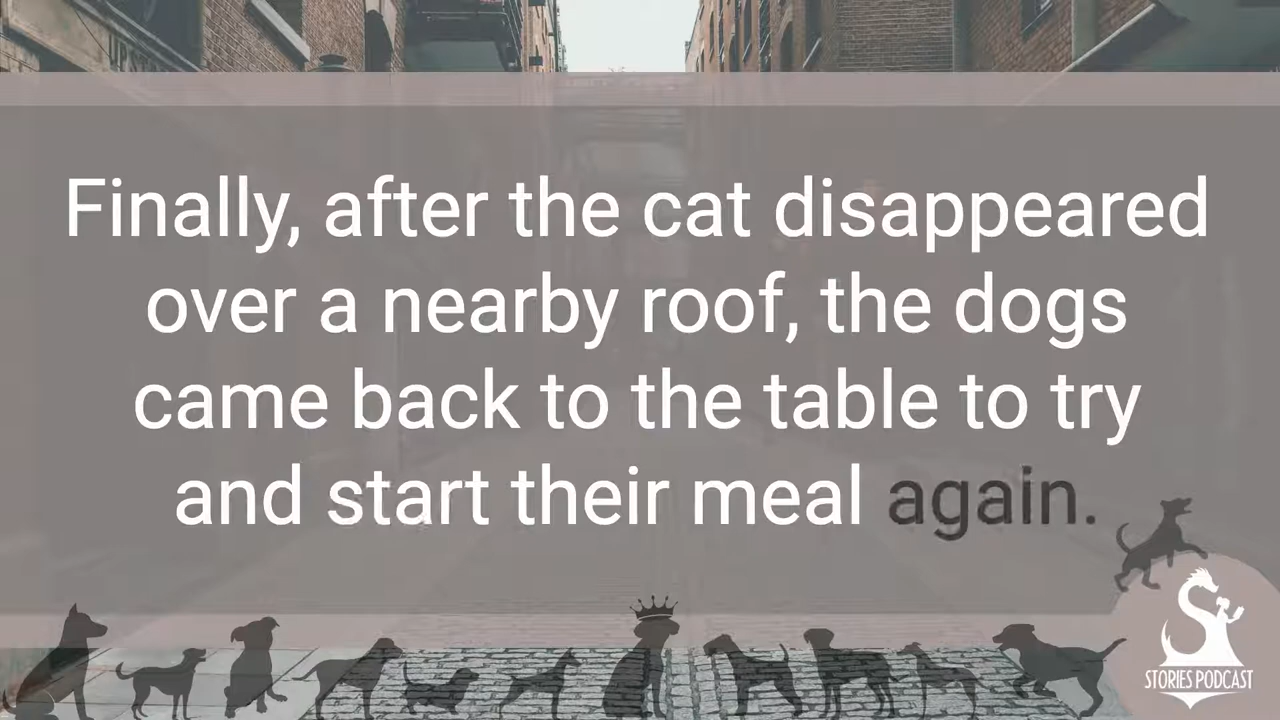 Finally, after the cat disappeared
over a nearby roof, the dogs
came back to the table to try
and start their meal again.
STORIES PODCAST